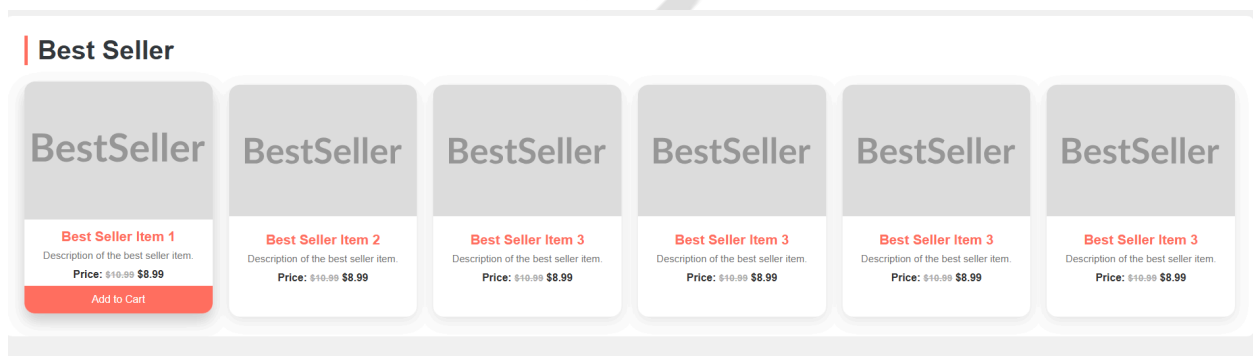 Best Seller
BestSeller
Best Seller Item 1
Description of the best seller item.
Price: $10.99 $8.99
Add to Cart
BestSeller
Best Seller Item 2
Description of the best seller item.
Price: $10.99 $8.99
BestSeller
Best Seller Item 3
Description of the best seller item.
Price: $10.99 $8.99
BestSeller
Best Seller Item 3
Description of the best seller item.
Price: $10.99 $8.99
BestSeller
Best Seller Item 3
Description of the best seller item.
Price: $10.99 $8.99
BestSeller
Best Seller Item 3
Description of the best seller item.
Price: $10.99 $8.99